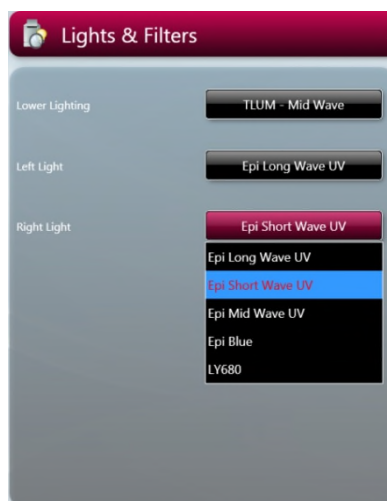 Lights & Filters
Lower Lighting
TLUM - Mid Wave
Left Light
Epi Long Wave UV
Right Light
Epi Short Wave UV
Epi Long Wave UV
Epi Short Wave UV
Epi Mid Wave UV
Epi Blue
LY680